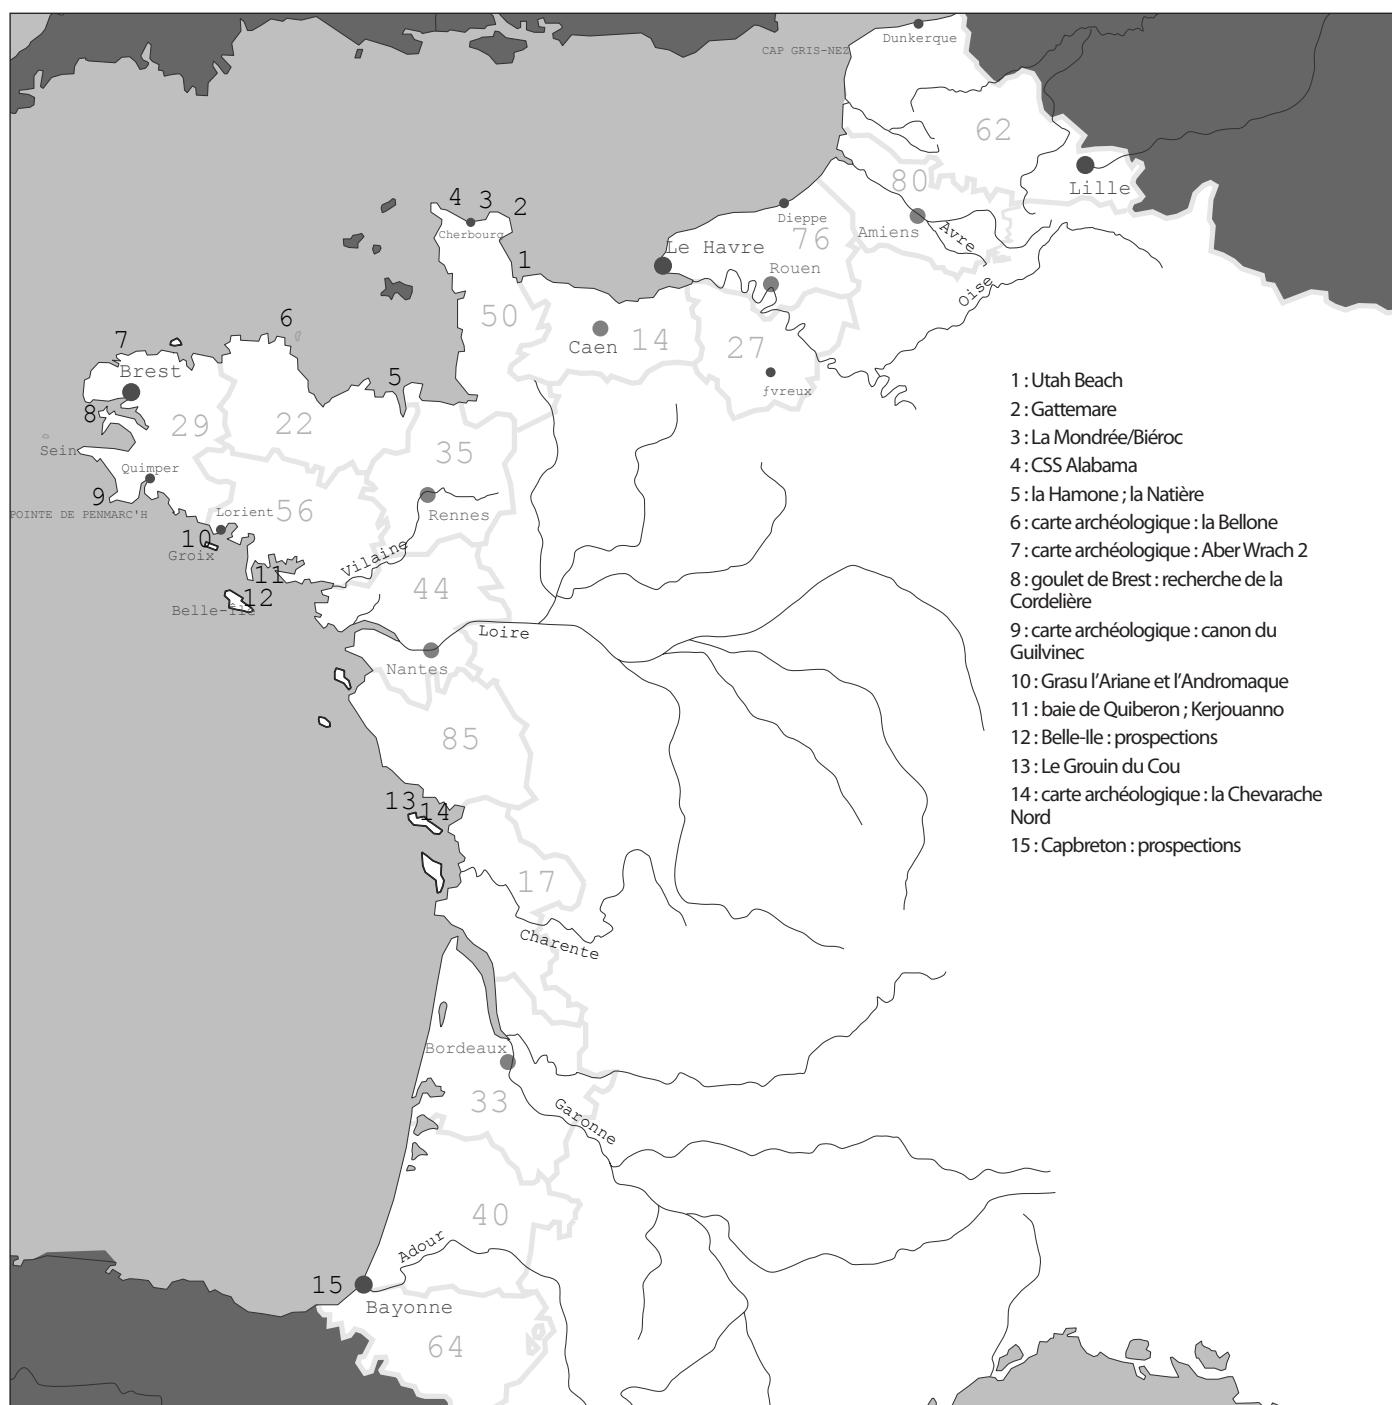 Dunkerque
CAP GRIS-NEZ
62
80
Lille
4
3
2
Cherbourg
Dieppe
76
Amiens
Avre
Le Havre
1
Rouen
Oise
50
6
7
Caen
14
27
Brest
5
ƒvreux
8
29
22
35
Sein
Quimper
9
POINTE DE PENMARC'H
Lorient
56
Rennes
10
Groix
Vilaine
11
12
Belle-île
44
Loire
Nantes
85
13
14
17
Charente
Bordeaux
33
Garonne
40
Adour
15
Bayonne
64
1 : Utah Beach
2 : Gattemare
3 : La Mondrée/Biéroc
4 : CSS Alabama
5 : la Hamone ; la Natière
6 : carte archéologique : la Bellone
7 : carte archéologique : Aber Wrach 2
8 : goulet de Brest : recherche de la
Cordelière
9 : carte archéologique : canon du
Guilvinec
10 : Grasu l'Ariane et l'Andromaque
11 : baie de Quiberon ; Kerjouanno
12 : Belle-Ile : prospections
13 : Le Grouin du Cou
14 : carte archéologique : la Chevarache
Nord
15 : Capbreton : prospections